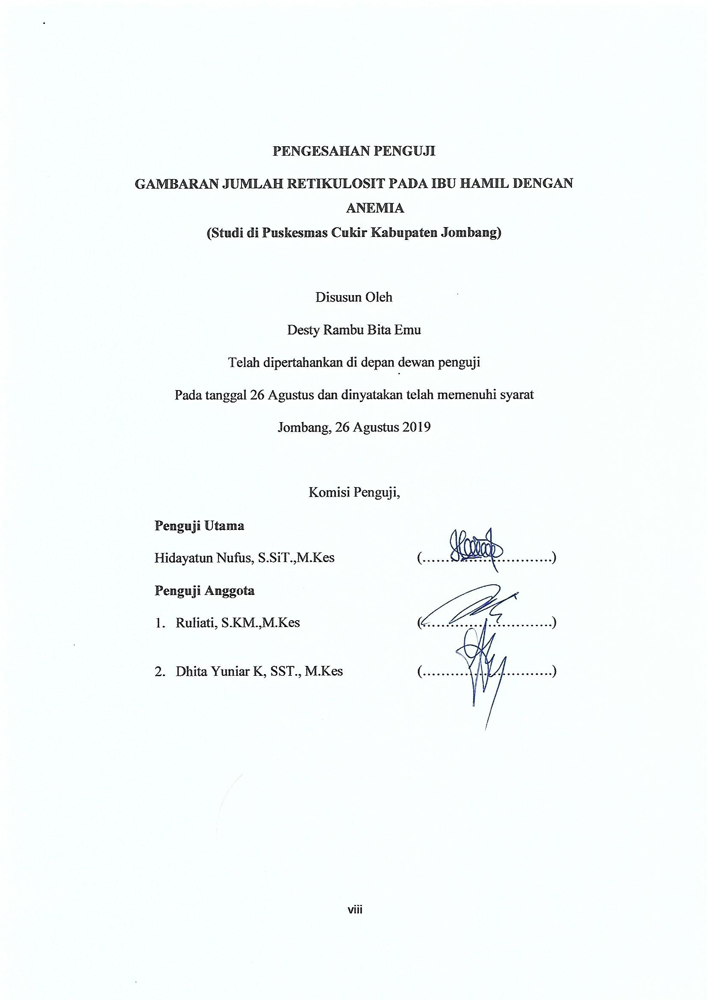 PENGESAHAN PENGUJI
GAMBARAN JUMLAH RETIKULOSIT PADA IBU HAMIL DENGAN
ANEMIA
(Studi di Puskesmas Cukir Kabupaten Jombang)
Disusun Oleh
Desty Rambu Bita Emu
Telah dipertahankan di depan dewan penguji
Pada tanggal 26 Agustus dan dinyatakan telah memenuhi syarat
Jombang, 26 Agustus 2019
Komisi Penguji,
Penguji Utama
Hidayatun Nufus, S.SiT.,M.Kes (..................................)
Penguji Anggota
1. Ruliati, S.KM.,M.Kes (..................................)
2. Dhita Yuniar K, SST., M.Kes (..................................)
viii